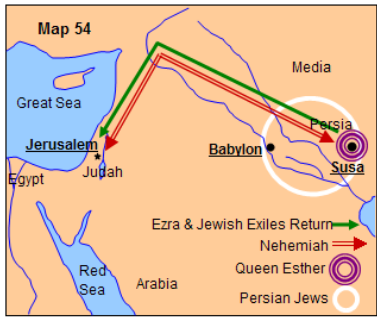 Map 54
Media
Great Sea
Persia
Jerusalem
Babylon
Susa
Judah
Egypt
Ezra & Jewish Exiles Return
Nehemiah
Queen Esther
Persian Jews
Red
Sea
Arabia